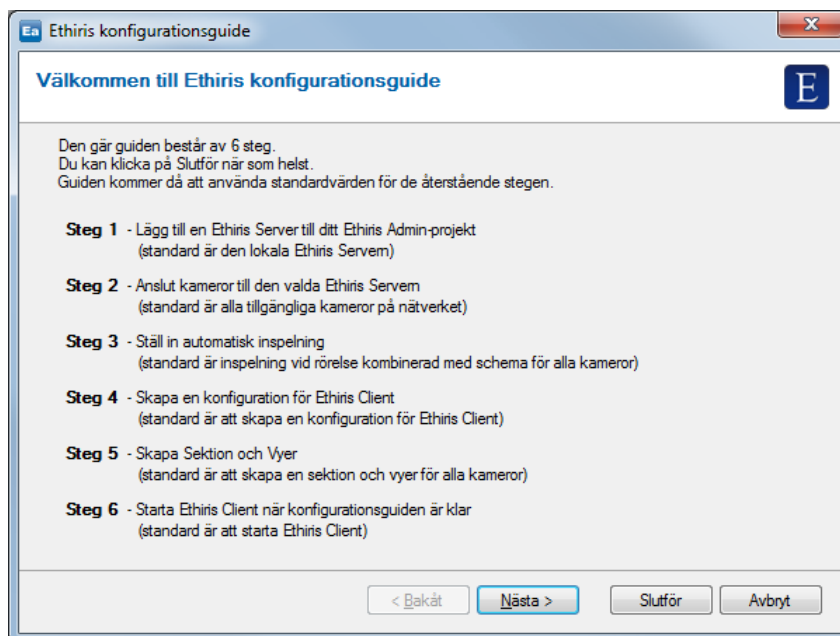 Ea Ethiris konfigurationsguide
Välkommen till Ethiris konfigurationsguide
E
Den gär guiden består av 6 steg.
Du kan klicka på Slutför när som helst.
Guiden kommer då att använda standardvärden för de återstående stegen.
Steg 1 - Lägg till en Ethiris Server till ditt Ethiris Admin-projekt
(standard är den lokala Ethiris Servern)
Steg 2 - Anslut kameror till den valda Ethiris Servern
(standard är alla tillgängliga kameror på nätverket)
Steg 3 - Ställ in automatisk inspelning
(standard är inspelning vid rörelse kombinerad med schema för alla kameror)
Steg 4 - Skapa en konfiguration för Ethiris Client
(standard är att skapa en konfiguration för Ethiris Client)
Steg 5 - Skapa Sektion och Vyer
(standard är att skapa en sektion och vyer för alla kameror)
Steg 6 - Starta Ethiris Client när konfigurationsguiden är klar
(standard är att starta Ethiris Client)
< Bakåt Nästa > Slutför Avbryt